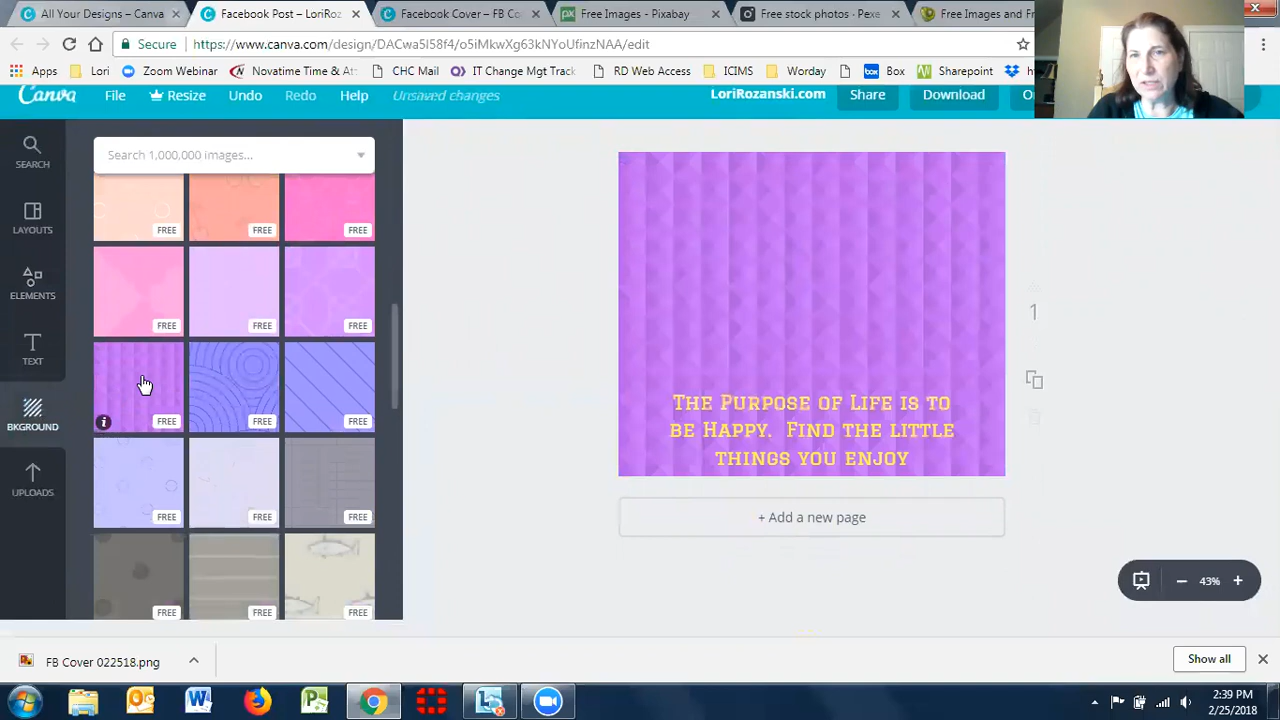 All Your Designs – Canva
Facebook Post – LoriRoz
Facebook Cover – FB Co
Free Images - Pixabay
Free stock photos - Pexe
Free Images and Fr
Secure
https://www.canva.com/design/DACwa5I58f4/o5iMkwXg63kNYoUfinzNAA/edit
Apps
Lori
Zoom Webinar
Novatime Time & Att
CHC Mail
IT Change Mgt Track
RD Web Access
ICIMS
Worday
Box
Sharepoint
Canva
File
Resize
Undo
Redo
Help
Unsaved changes
LoriRozanski.com
Share
Download
SEARCH
LAYOUTS
ELEMENTS
TEXT
BKGROUND
UPLOADS
Search 1,000,000 images...
FREE FREE FREE
FREE FREE FREE
FREE FREE FREE
FREE FREE FREE
FREE FREE FREE
The Purpose of Life is to
be Happy. Find the little
things you enjoy
1
+ Add a new page
43%
FB Cover 022518.png
Show all
2:39 PM
2/25/2018